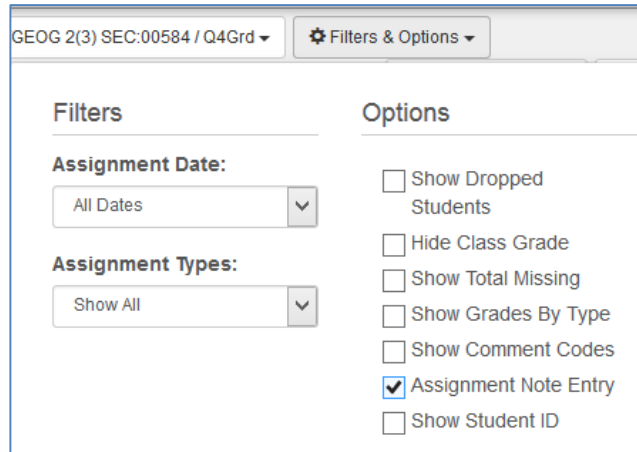 GEOG 2(3) SEC:00584 / Q4Grd
Filters & Options
Filters
Assignment Date:
All Dates
Assignment Types:
Show All
Options
Show Dropped
Students
Hide Class Grade
Show Total Missing
Show Grades By Type
Show Comment Codes
Assignment Note Entry
Show Student ID